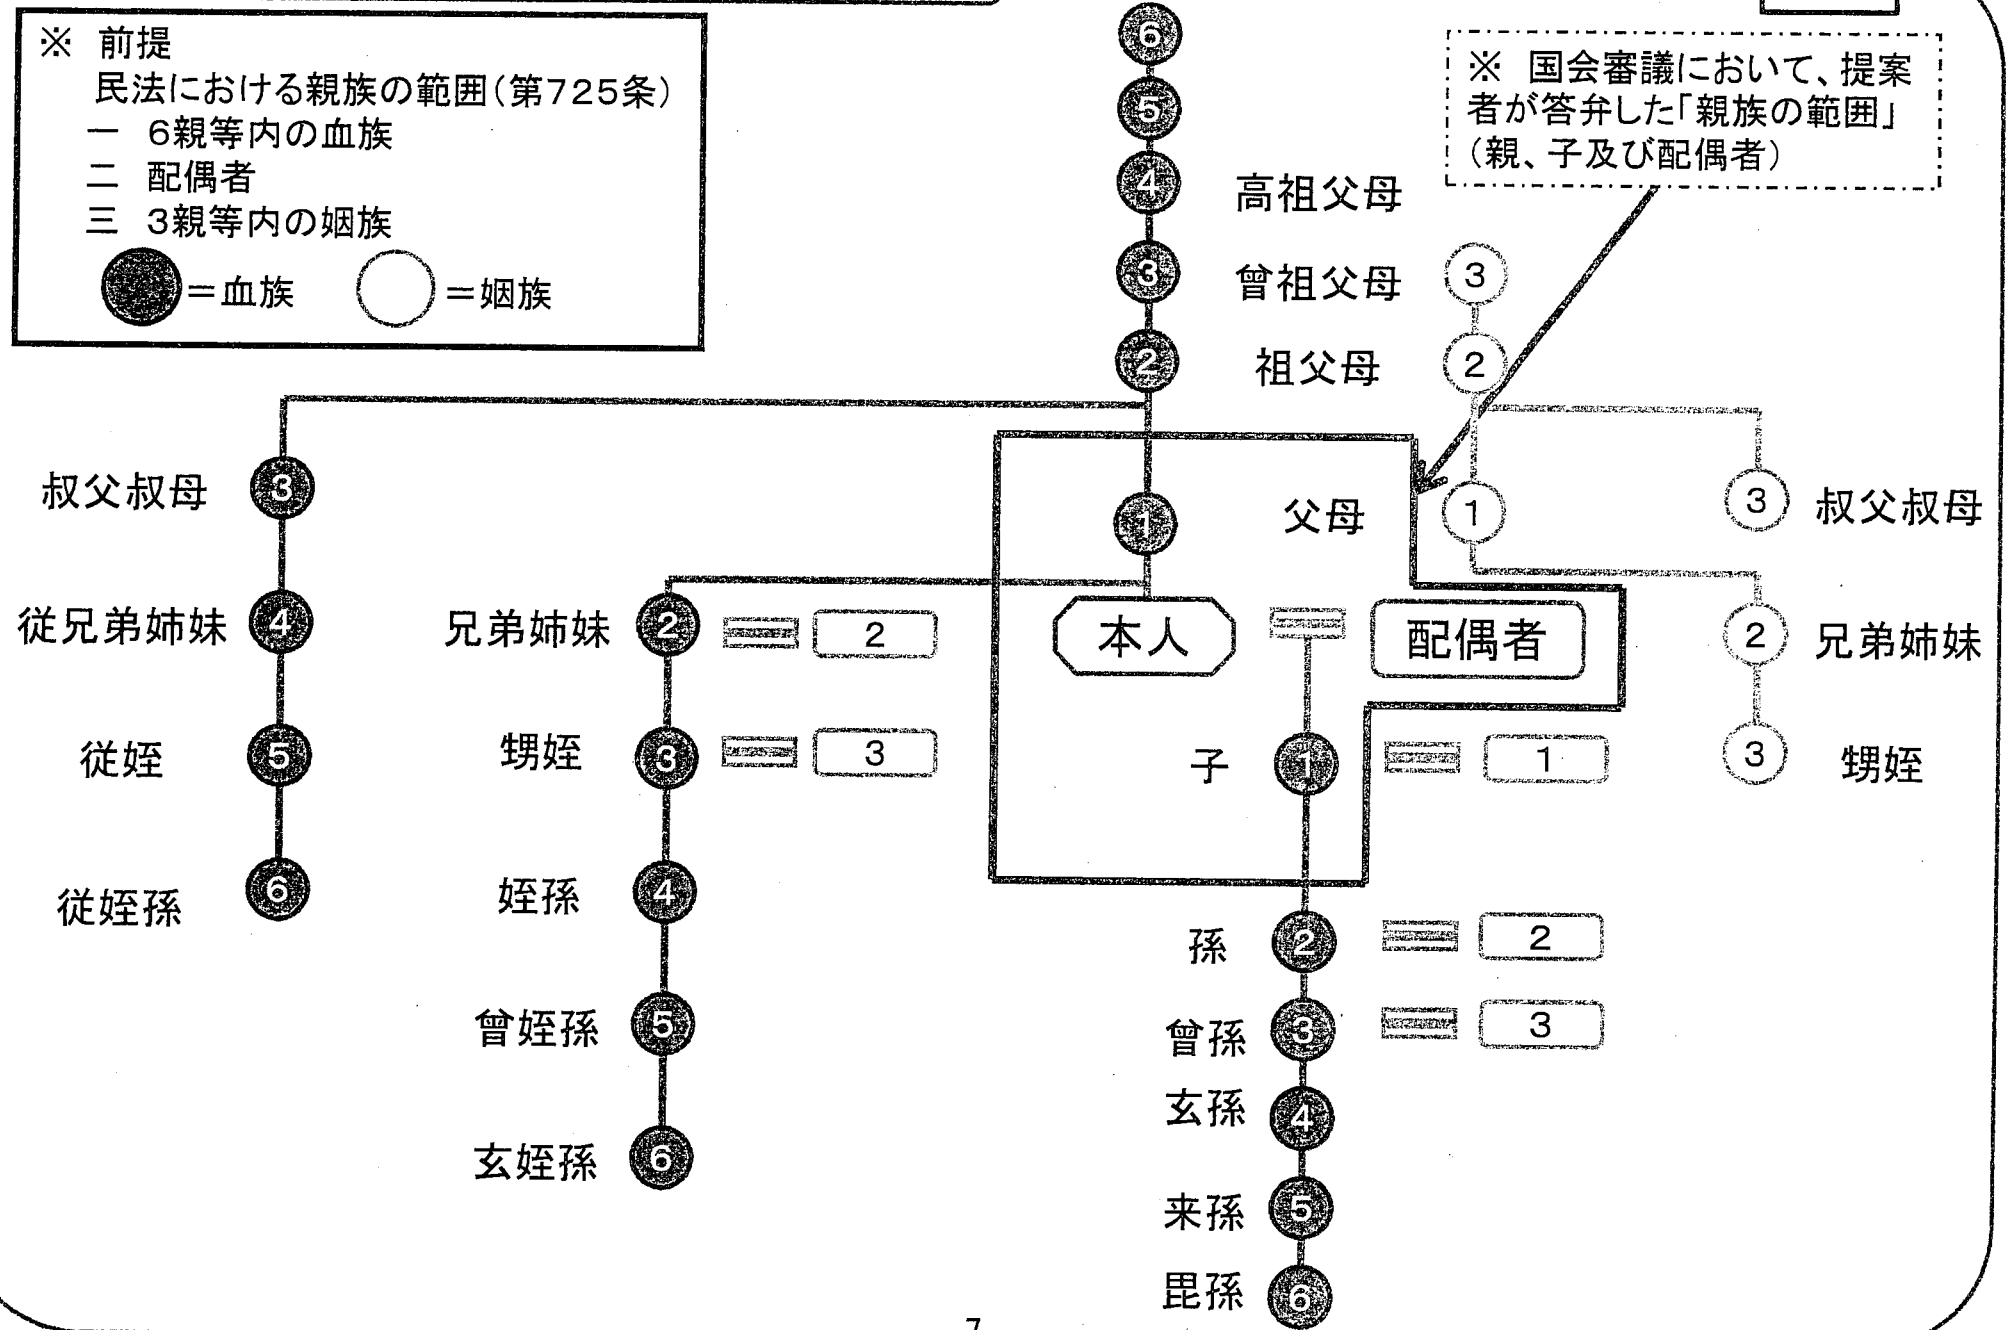 ※ 前提
民法における親族の範囲(第725条)
一 6親等内の血族
二 配偶者
三 3親等内の姻族
=血族 =姻族
※ 国会審議において、提案
者が答弁した「親族の範囲」
(親、子及び配偶者)
6
5
4 高祖父母
3 曾祖父母 3
2 祖父母 2
叔父叔母 3 1 父母 1 3 叔父叔母
従兄弟姉妹 4 兄弟姉妹 2 2 本人 配偶者 2 兄弟姉妹
従姪 5 甥姪 3 3 子 1 1 3 甥姪
従姪孫 6 姪孫 4
孫 2 2
曾姪孫 5 曾孫 3 3
玄孫 4
玄姪孫 6
来孫 5
毘孫 6
7